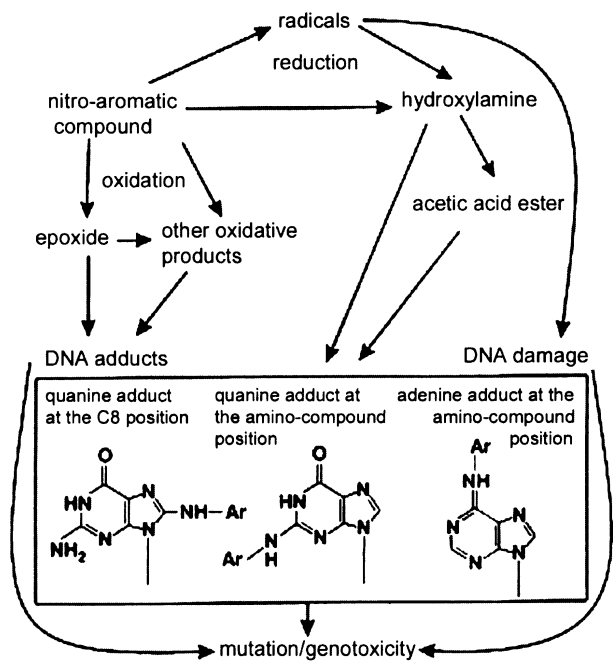 radicals
reduction
nitro-aromatic
compound
hydroxylamine
oxidation
acetic acid ester
epoxide
other oxidative
products
DNA adducts
DNA damage
quanine adduct
at the C8 position
quanine adduct at
the amino-compound
position
adenine adduct at the
amino-compound
position
O
HN
N
N
N
NH2
NH
Ar
O
HN
N
N
N
N
H
Ar
Ar
NH
N
N
N
N
mutation/genotoxicity